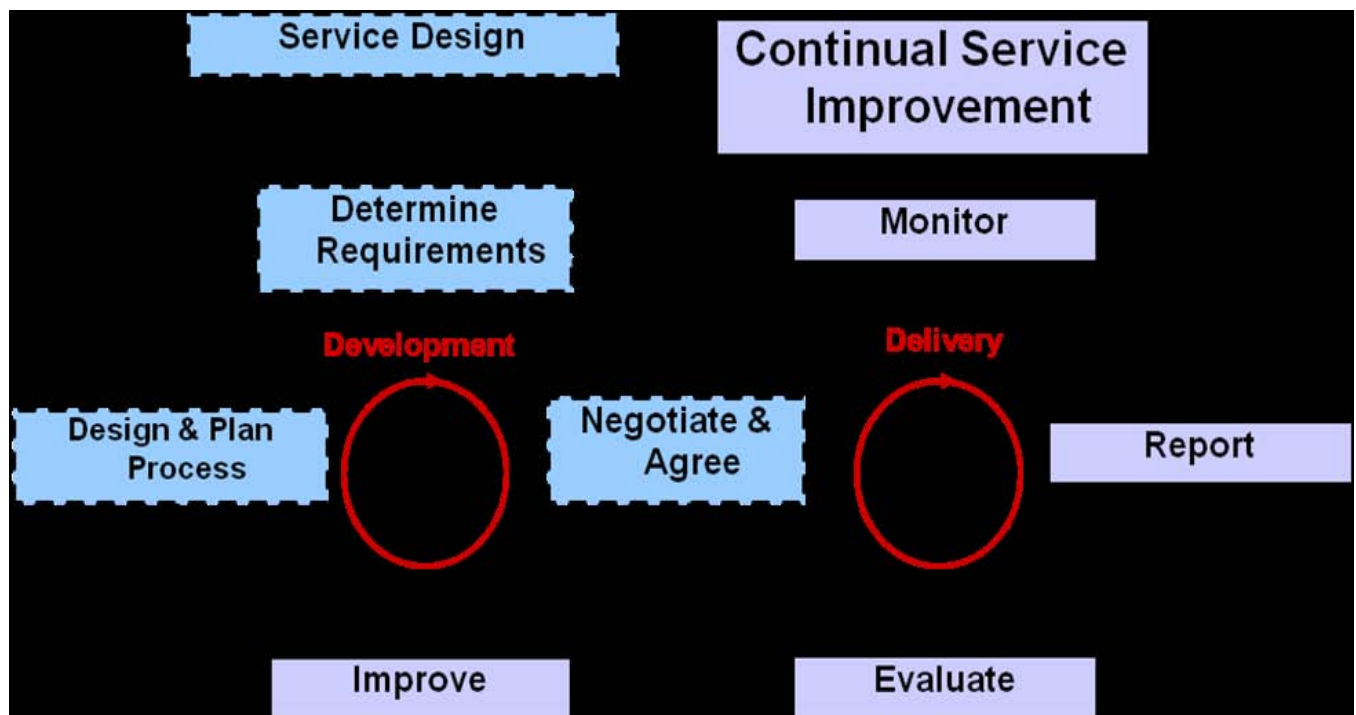 Service Design
Continual Service
Improvement
Determine
Requirements
Monitor
Development
Delivery
Design & Plan
Process
Negotiate &
Agree
Report
Improve
Evaluate